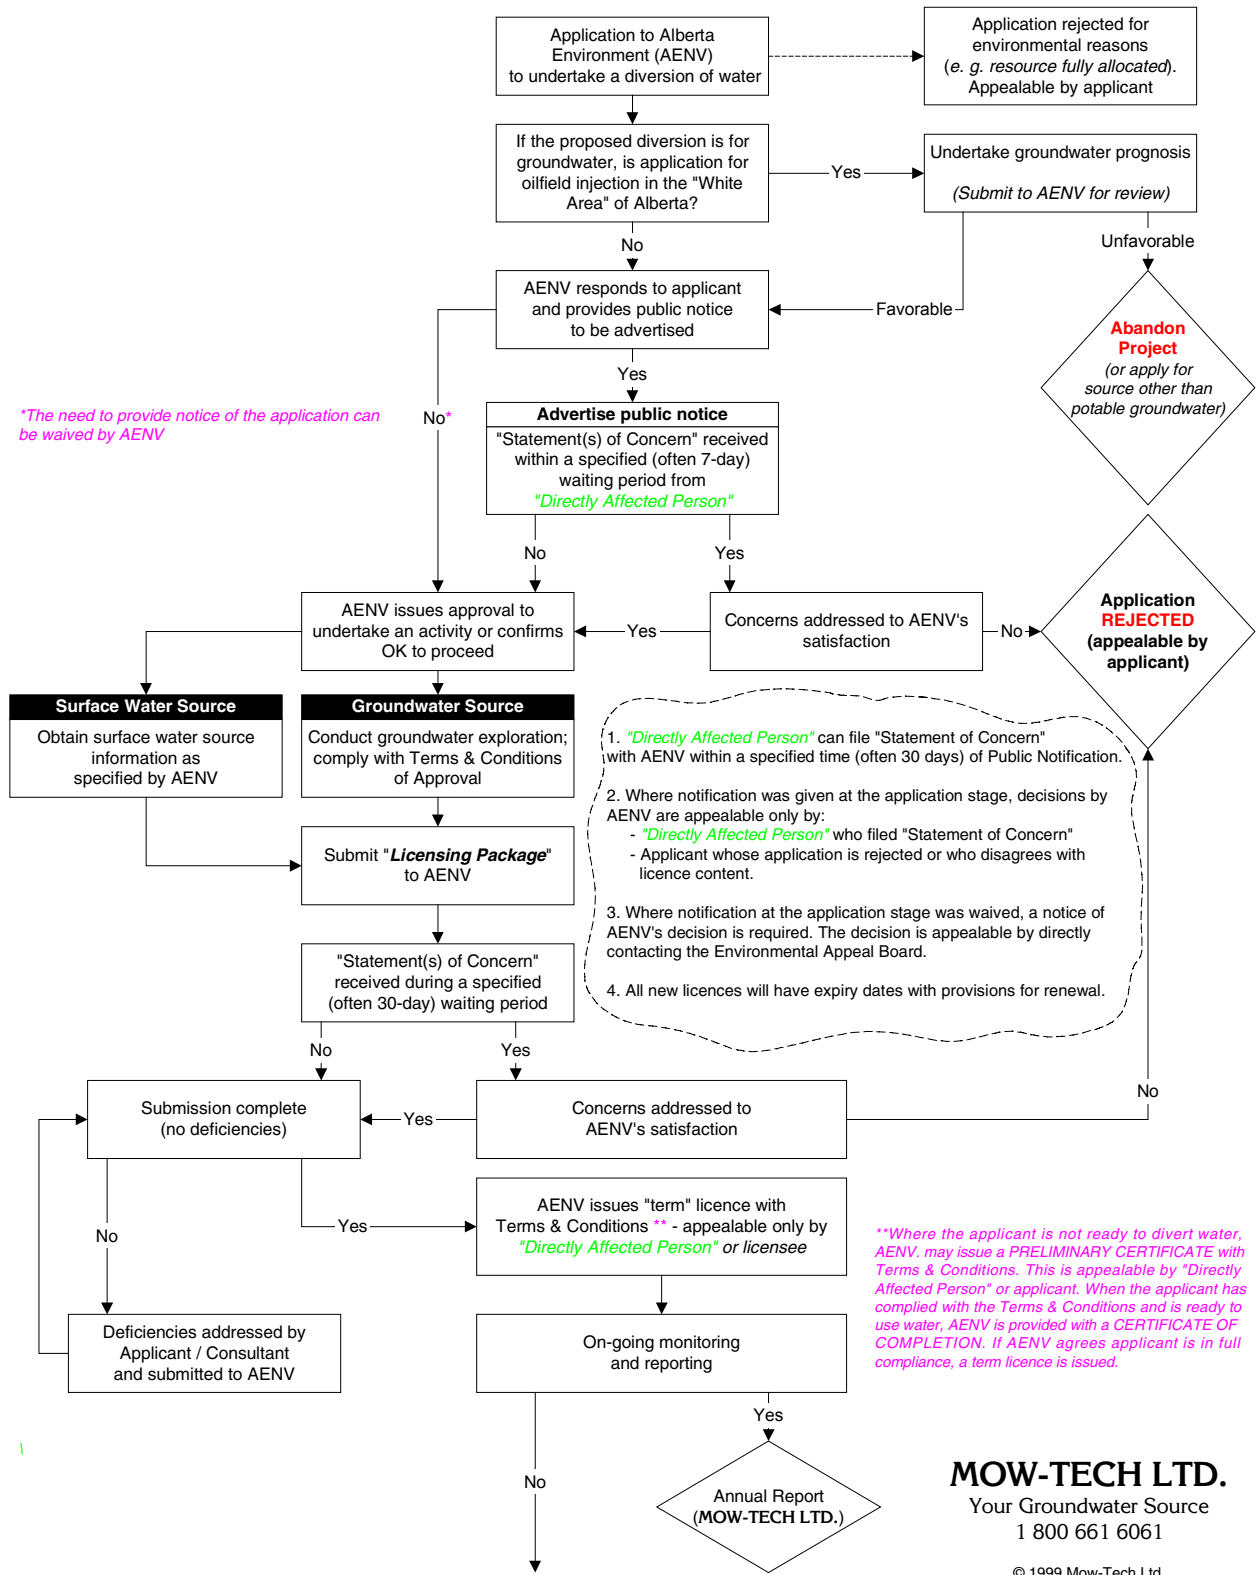 Application to Alberta
Environment (AENV)
to undertake a diversion of water
Application rejected for
environmental reasons
(e. g. resource fully allocated).
Appealable by applicant
If the proposed diversion is for
groundwater, is application for
oilfield injection in the "White
Area" of Alberta?
Yes
Undertake groundwater prognosis
(Submit to AENV for review)
No
Unfavorable
AENV responds to applicant
and provides public notice
to be advertised
Favorable
Abandon
Project
(or apply for
source other than
potable groundwater)
Yes
*The need to provide notice of the application can
be waived by AENV
No*
Advertise public notice
"Statement(s) of Concern" received
within a specified (often 7-day)
waiting period from
"Directly Affected Person"
No
Yes
AENV issues approval to
undertake an activity or confirms
OK to proceed
Yes
Concerns addressed to AENV's
satisfaction
No
Application
REJECTED
(appealable by
applicant)
Surface Water Source
Obtain surface water source
information as
specified by AENV
Groundwater Source
Conduct groundwater exploration;
comply with Terms & Conditions
of Approval
1. "Directly Affected Person" can file "Statement of Concern"
with AENV within a specified time (often 30 days) of Public Notification.
2. Where notification was given at the application stage, decisions by
AENV are appealable only by:
- "Directly Affected Person" who filed "Statement of Concern"
- Applicant whose application is rejected or who disagrees with
licence content.
3. Where notification at the application stage was waived, a notice of
AENV's decision is required. The decision is appealable by directly
contacting the Environmental Appeal Board.
4. All new licences will have expiry dates with provisions for renewal.
Submit "Licensing Package"
to AENV
"Statement(s) of Concern"
received during a specified
(often 30-day) waiting period
No
Yes
Submission complete
(no deficiencies)
Yes
Concerns addressed to
AENV's satisfaction
No
No
Yes
AENV issues "term" licence with
Terms & Conditions ** - appealable only by
"Directly Affected Person" or licensee
**Where the applicant is not ready to divert water,
AENV. may issue a PRELIMINARY CERTIFICATE with
Terms & Conditions. This is appealable by "Directly
Affected Person" or applicant. When the applicant has
complied with the Terms & Conditions and is ready to
use water, AENV is provided with a CERTIFICATE OF
COMPLETION. If AENV agrees applicant is in full
compliance, a term licence is issued.
Deficiencies addressed by
Applicant / Consultant
and submitted to AENV
On-going monitoring
and reporting
Yes
\
No
Annual Report
(MOW-TECH LTD.)
MOW-TECH LTD.
Your Groundwater Source
1 800 661 6061
© 1999 Mow-Tech Ltd.